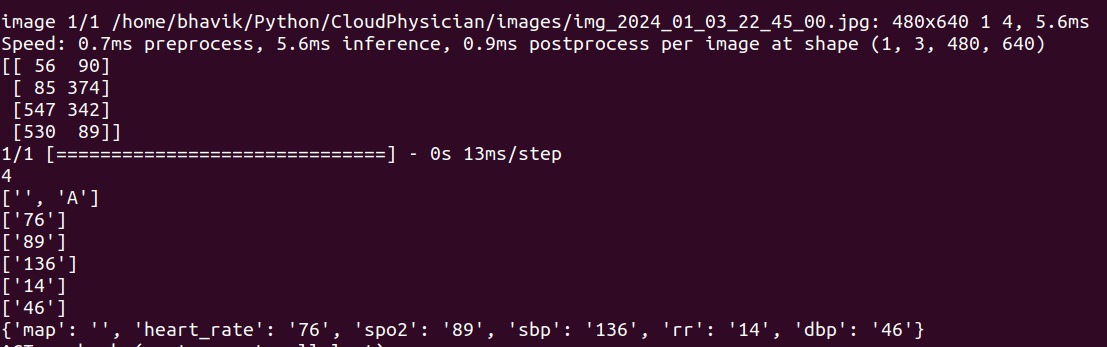 image 1/1 /home/bhavik/Python/CloudPhysician/images/img_2024_01_03_22_45_00.jpg: 480x640 1 4, 5.6ms
Speed: 0.7ms preprocess, 5.6ms inference, 0.9ms postprocess per image at shape (1, 3, 480, 640)
[[ 56  90]
 [ 85 374]
 [547 342]
 [530  89]]
1/1 [==============================] - 0s 13ms/step
4
['', 'A']
['76']
['89']
['136']
['14']
['46']
{'map': '', 'heart_rate': '76', 'spo2': '89', 'sbp': '136', 'rr': '14', 'dbp': '46'}